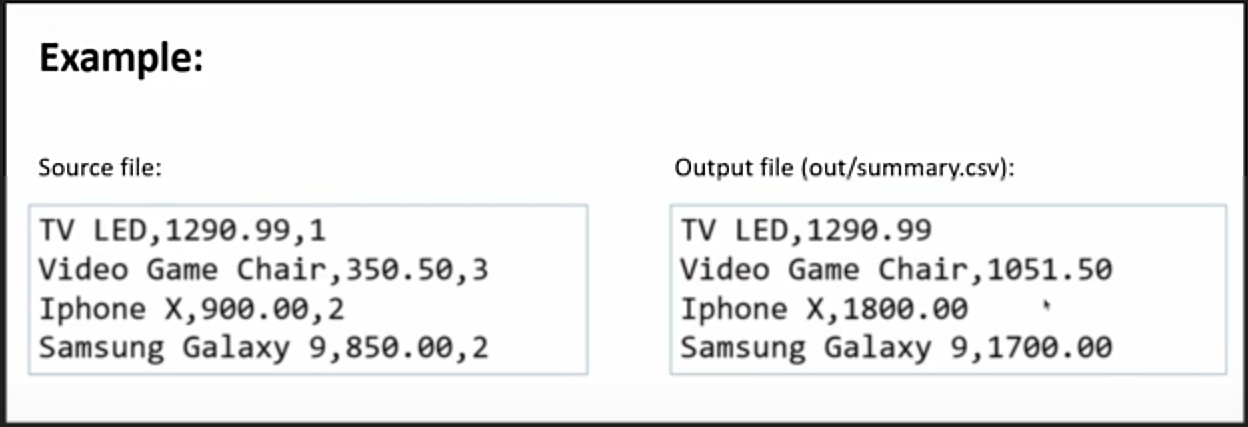 Example:
Source file:
TV LED,1290.99,1
Video Game Chair,350.50,3
Iphone X,900.00,2
Samsung Galaxy 9,850.00,2
Output file (out/summary.csv):
TV LED,1290.99
Video Game Chair,1051.50
Iphone X,1800.00
Samsung Galaxy 9,1700.00